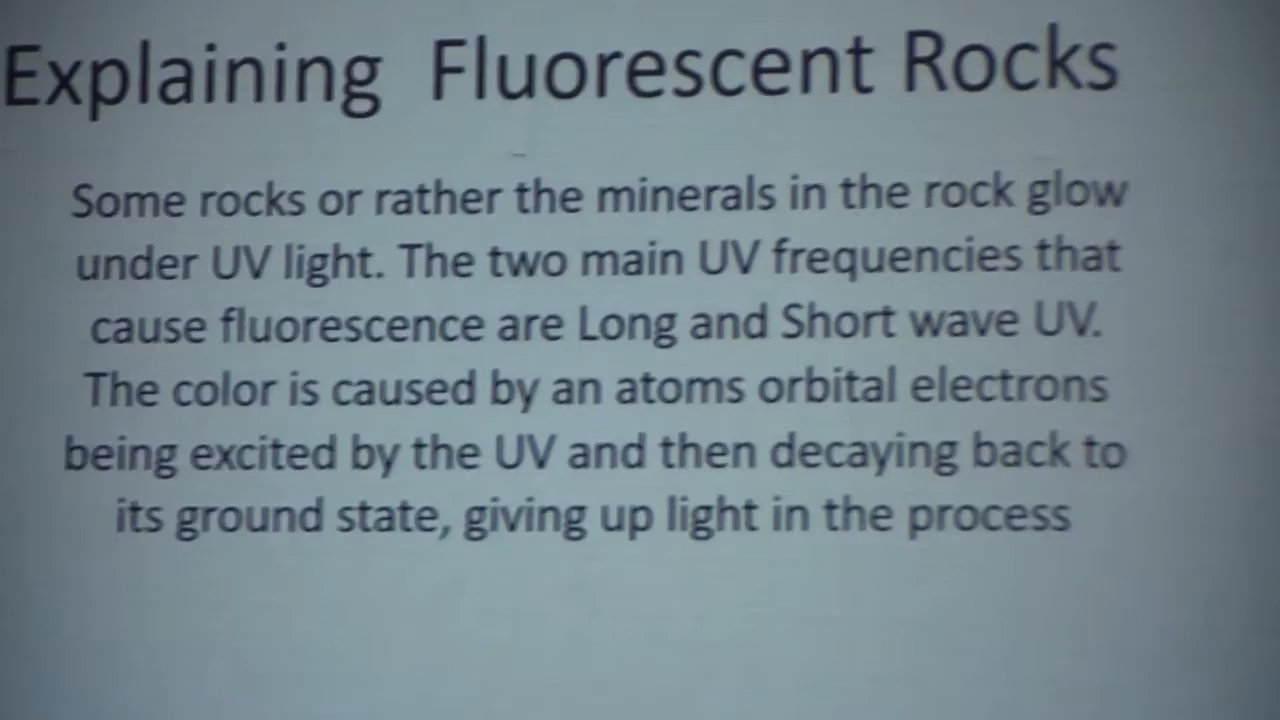 Explaining Fluorescent Rocks
Some rocks or rather the minerals in the rock glow
under UV light. The two main UV frequencies that
cause fluorescence are Long and Short wave UV.
The color is caused by an atoms orbital electrons
being excited by the UV and then decaying back to
its ground state, giving up light in the process